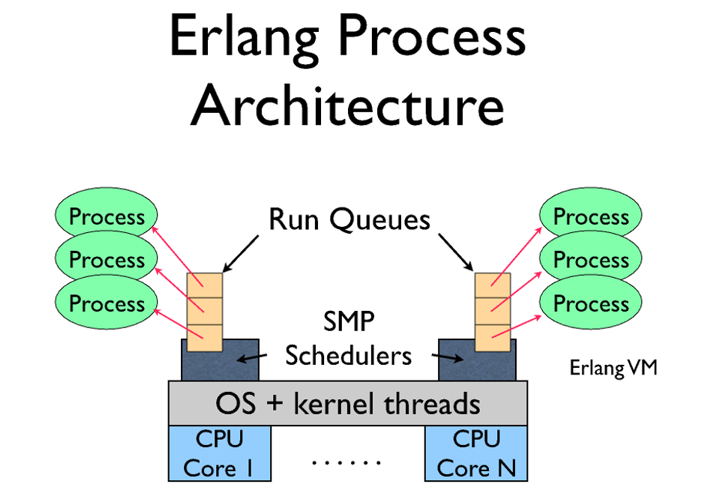 Erlang Process
Architecture
Process
Process
Process
Run Queues
Process
Process
Process
SMP
Schedulers
Erlang VM
OS + kernel threads
CPU
Core 1
......
CPU
Core N